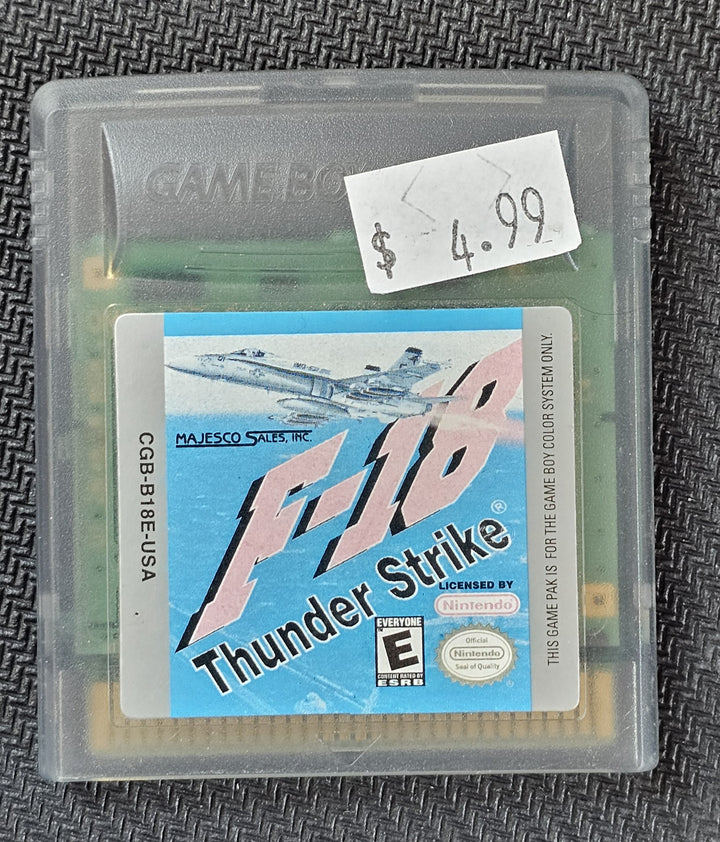 GAME BOY
$ 4.99
MAJESCO SALES, INC.
F-18
Thunder Strike®
CGB-B18E-USA
THIS GAME PAK IS FOR THE GAME BOY COLOR SYSTEM ONLY.
LICENSED BY
Nintendo
EVERYONE
E
CONTENT RATED BY
ESRB
Official
Nintendo
Seal of Quality